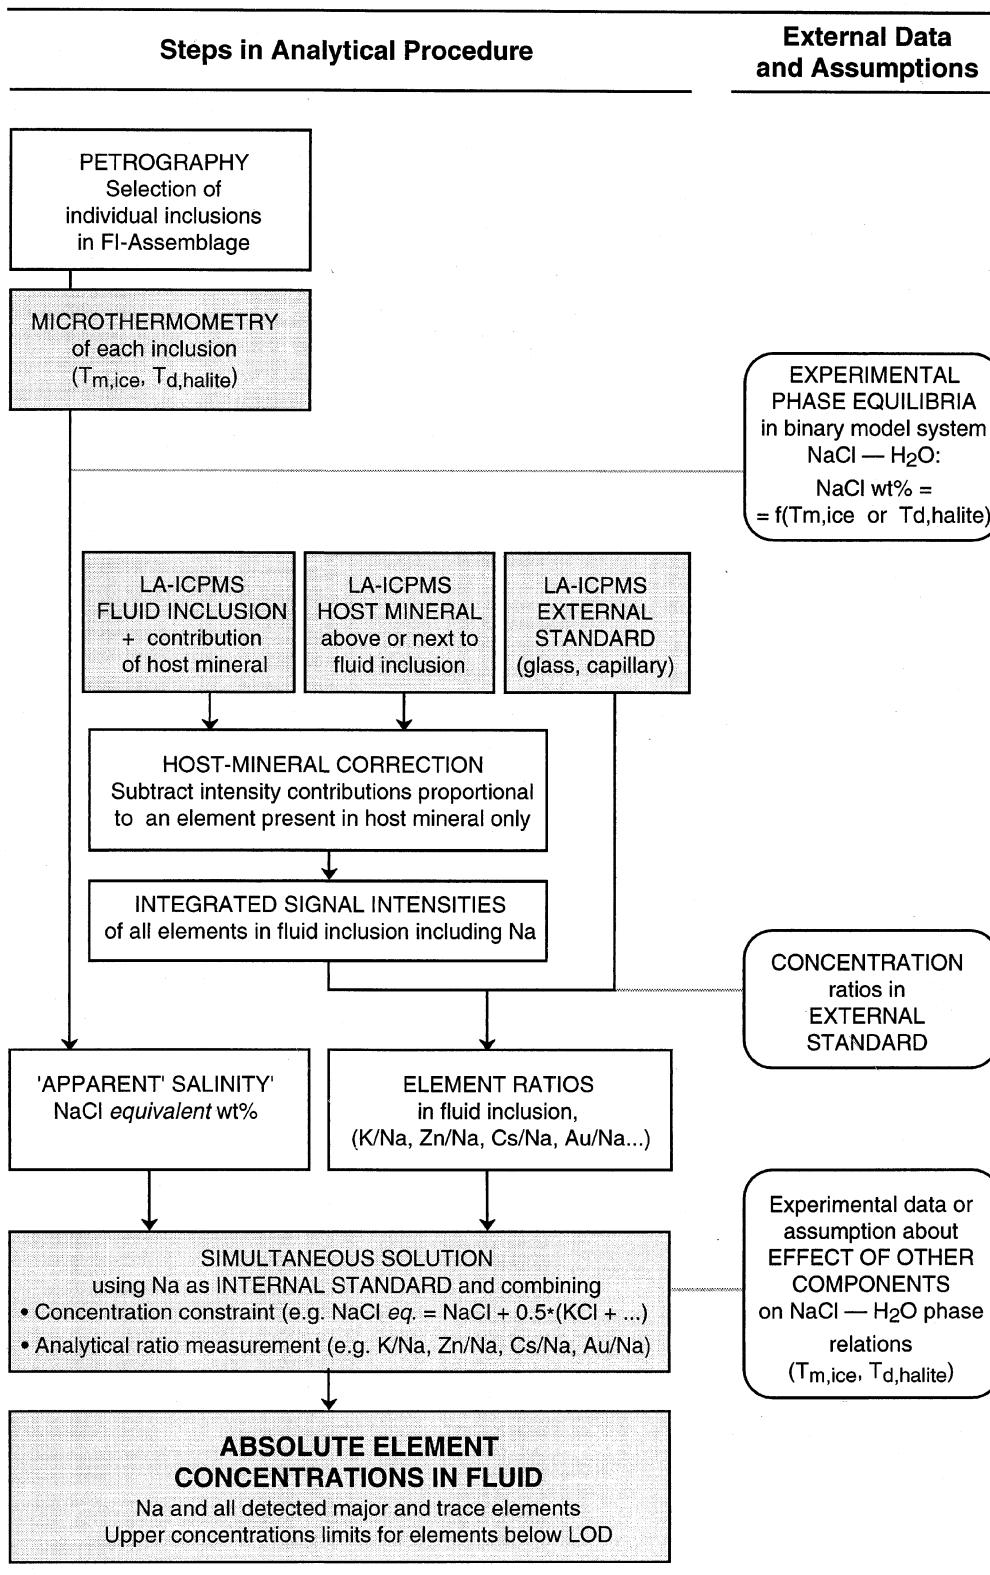 Steps in Analytical Procedure
External Data
and Assumptions
PETROGRAPHY
Selection of
individual inclusions
in FI-Assemblage
MICROTHERMOMETRY
of each inclusion
(Tm,ice, Td,halite)
EXPERIMENTAL
PHASE EQUILIBRIA
in binary model system
NaCl — H2O:
NaCl wt% =
= f(Tm,ice or Td,halite)
LA-ICPMS
FLUID INCLUSION
+ contribution
of host mineral
LA-ICPMS
HOST MINERAL
above or next to
fluid inclusion
LA-ICPMS
EXTERNAL
STANDARD
(glass, capillary)
HOST-MINERAL CORRECTION
Subtract intensity contributions proportional
to an element present in host mineral only
INTEGRATED SIGNAL INTENSITIES
of all elements in fluid inclusion including Na
CONCENTRATION
ratios in
EXTERNAL
STANDARD
'APPARENT' SALINITY'
NaCl equivalent wt%
ELEMENT RATIOS
in fluid inclusion,
(K/Na, Zn/Na, Cs/Na, Au/Na...)
Experimental data or
assumption about
EFFECT OF OTHER
COMPONENTS
on NaCl — H2O phase
relations
(Tm,ice, Td,halite)
SIMULTANEOUS SOLUTION
using Na as INTERNAL STANDARD and combining
• Concentration constraint (e.g. NaCl eq. = NaCl + 0.5*(KCl + ...)
• Analytical ratio measurement (e.g. K/Na, Zn/Na, Cs/Na, Au/Na)
ABSOLUTE ELEMENT
CONCENTRATIONS IN FLUID
Na and all detected major and trace elements
Upper concentrations limits for elements below LOD